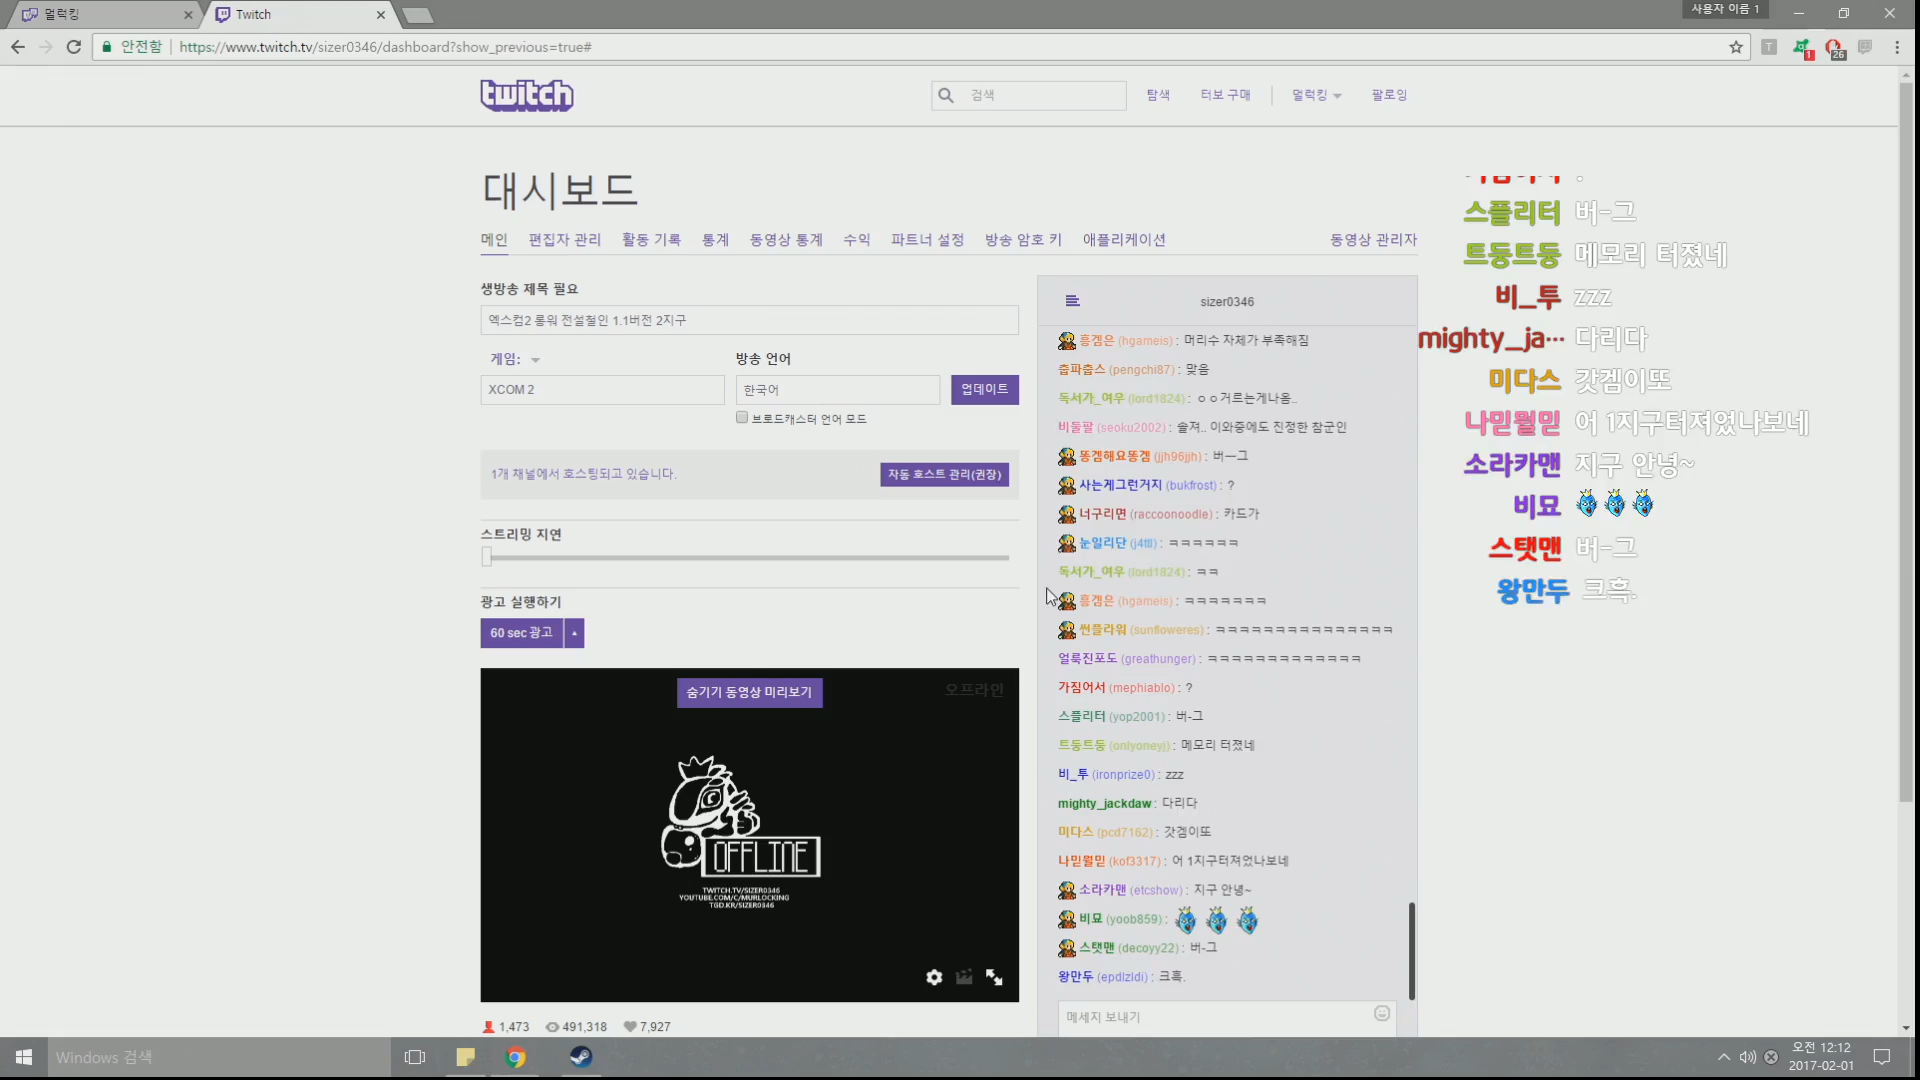 멀럭킹
Twitch
사용자 이름 1
안전함
https://www.twitch.tv/sizer0346/dashboard?show_previous=true#
T
1
26
twitch
검색
탐색
터보 구매
멀럭킹
팔로잉
대시보드
메인 편집자 관리 활동 기록 통계 동영상 통계 수익 파트너 설정 방송 암호 키 애플리케이션 동영상 관리자
생방송 제목 필요
엑스컴2 롱워 전설철인 1.1버전 2지구
게임:
방송 언어
XCOM 2
한국어
업데이트
브로드캐스터 언어 모드
1개 채널에서 호스팅되고 있습니다.
자동 호스트 관리(권장)
스트리밍 지연
광고 실행하기
60 sec 광고
숨기기 동영상 미리보기
오프라인
OFFLINE
TWITCH.TV/SIZER0346
YOUTUBE.COM/C/MURLOCKING
TGD.KR/SIZER0346
1,473 491,318 7,927
sizer0346
흥겜은 (hgameis) : 머리수 자체가 부족해짐
춥파춥스 (pengchi87) : 맞음
독서가_여우 (lord1824) : ㅇㅇ거르는게나음..
비둘팔 (seoku2002) : 솔져.. 이와중에도 진정한 참군인
똥겜해요똥겜 (jjh96jjh) : 버ㅡ그
사는게그런거지 (bukfrost) : ?
너구리면 (raccoonoodle) : 카드가
눈일리단 (j4tll) : ㅋㅋㅋㅋㅋㅋ
독서가_여우 (lord1824) : ㅋㅋ
흥겜은 (hgameis) : ㅋㅋㅋㅋㅋㅋㅋ
썬플라워 (sunfloweres) : ㅋㅋㅋㅋㅋㅋㅋㅋㅋㅋㅋㅋㅋㅋㅋ
얼룩진포도 (greathunger) : ㅋㅋㅋㅋㅋㅋㅋㅋㅋㅋㅋㅋㅋ
가짐어서 (mephiablo) : ?
스플리터 (yop2001) : 버-그
트둥트둥 (onlyoneyj) : 메모리 터졌네
비_투 (ironprize0) : zzz
mighty_jackdaw : 다리다
미다스 (pcd7162) : 갓겜이또
나믿월믿 (kof3317) : 어 1지구터져었나보네
소라카맨 (etcshow) : 지구 안녕~
비묘 (yoob859) :
스탯맨 (decoyy22) : 버-그
왕만두 (epdlzldi) : 크흑.
메세지 보내기
스플리터 버-그
트둥트둥 메모리 터졌네
비_투 zzz
mighty_ja… 다리다
미다스 갓겜이또
나믿월믿 어 1지구터져었나보네
소라카맨 지구 안녕~
비묘
스탯맨 버-그
왕만두 크흑.
Windows 검색
오전 12:12
2017-02-01